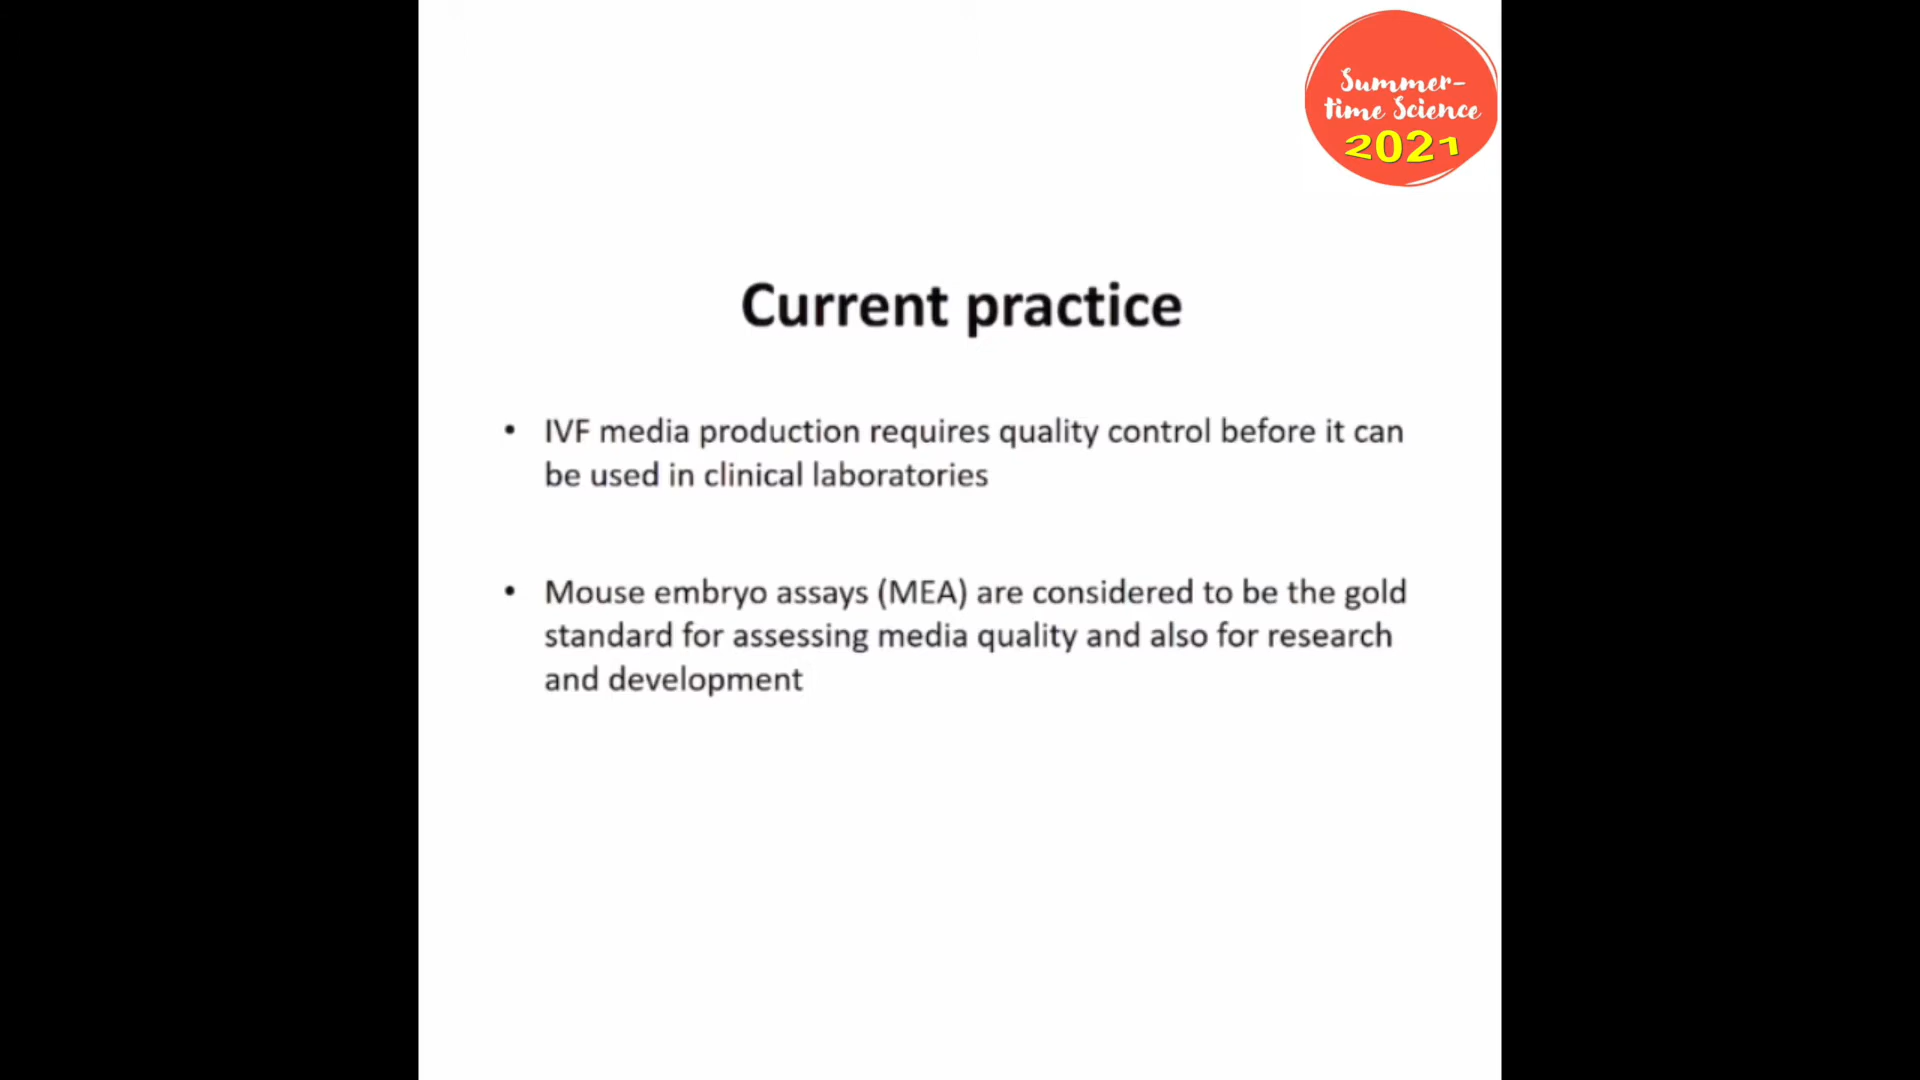 Summer-
time Science
2021
Current practice
• IVF media production requires quality control before it can
be used in clinical laboratories
• Mouse embryo assays (MEA) are considered to be the gold
standard for assessing media quality and also for research
and development